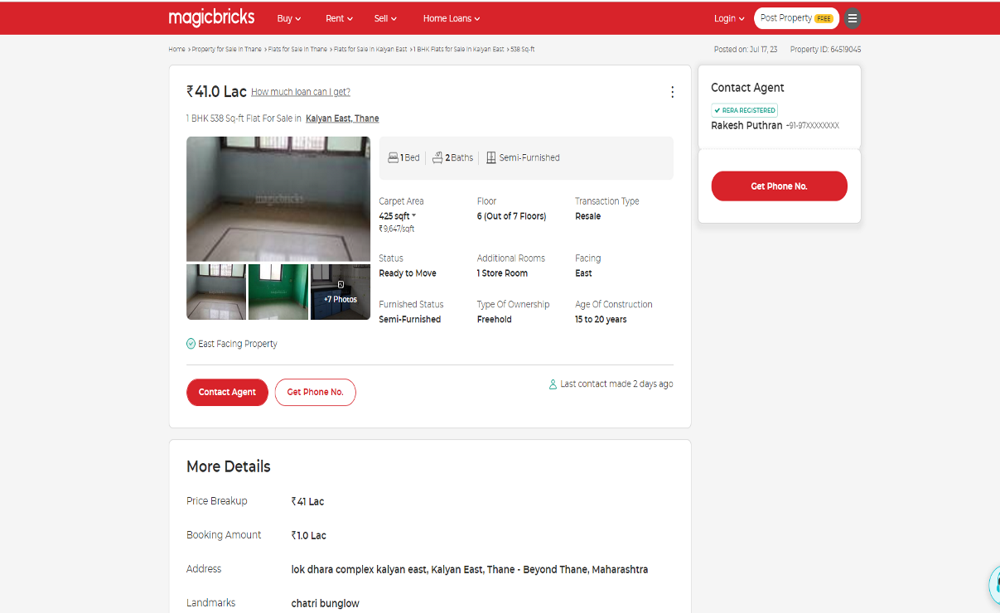 magicbricks
Buy Rent Sell Home Loans Login Post Property FREE
Home > Property for Sale in Thane > Flats for Sale in Thane > Flats for Sale in Kalyan East > 1 BHK Flats for Sale in Kalyan East > 538 Sq-ft
Posted on: Jul 17, 23 Property ID: 64519045
₹41.0 Lac How much loan can I get?
1 BHK 538 Sq-ft Flat For Sale in Kalyan East, Thane
magicbricks
+7 Photos
1 Bed 2 Baths Semi-Furnished
Carpet Area Floor Transaction Type
425 sqft 6 (Out of 7 Floors) Resale
₹9,647/sqft
Status Additional Rooms Facing
Ready to Move 1 Store Room East
Furnished Status Type Of Ownership Age Of Construction
Semi-Furnished Freehold 15 to 20 years
East Facing Property
Contact Agent Get Phone No. Last contact made 2 days ago
Contact Agent
RERA REGISTERED
Rakesh Puthran -91-97XXXXXXXX
Get Phone No.
More Details
Price Breakup ₹41 Lac
Booking Amount ₹1.0 Lac
Address lok dhara complex kalyan east, Kalyan East, Thane - Beyond Thane, Maharashtra
Landmarks chatri bunglow